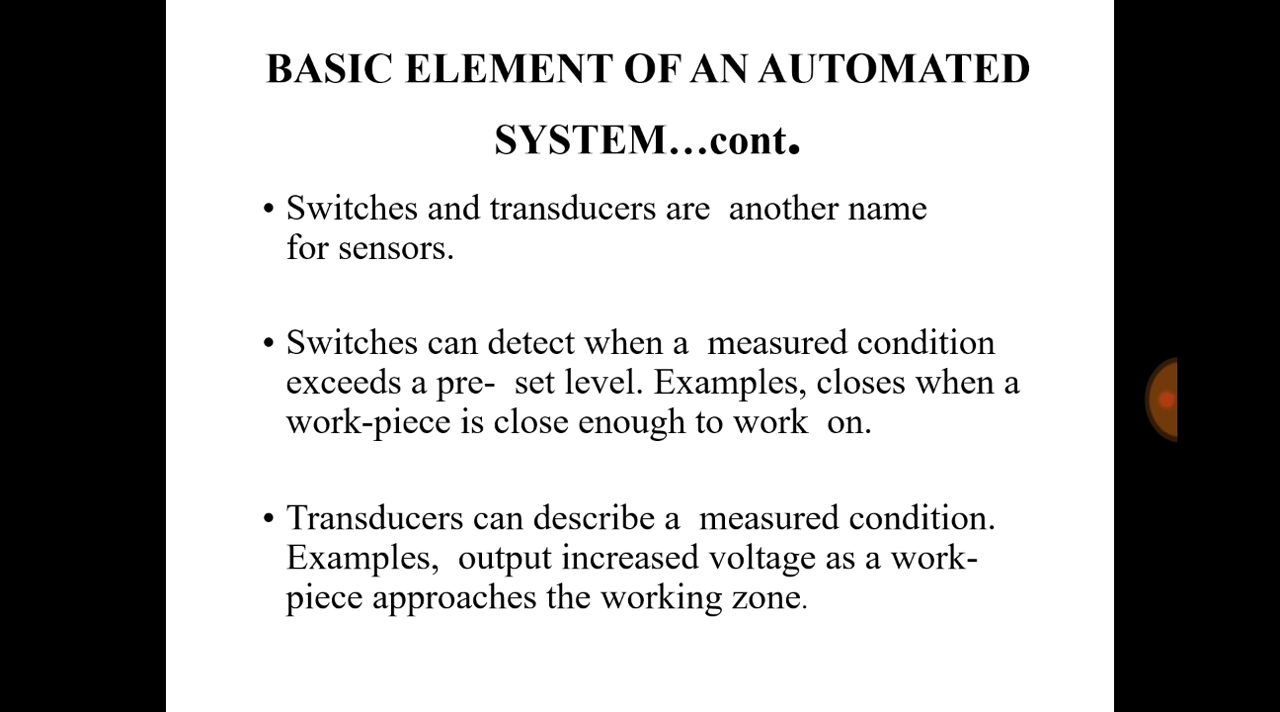 BASIC ELEMENT OF AN AUTOMATED
SYSTEM…cont.
• Switches and transducers are  another name
for sensors.
• Switches can detect when a  measured condition
exceeds a pre-  set level. Examples, closes when a
work-piece is close enough to work  on.
• Transducers can describe a  measured condition.
Examples,  output increased voltage as a work-
piece approaches the working zone.